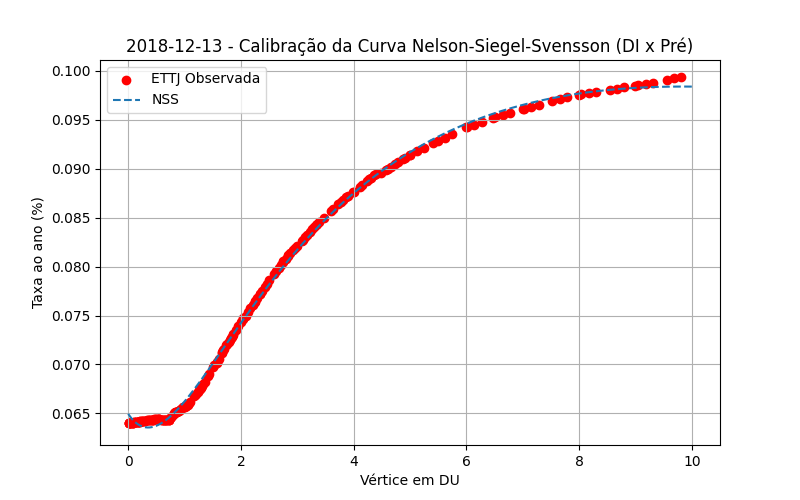 2018-12-13 - Calibração da Curva Nelson-Siegel-Svensson (DI x Pré)
ETTJ Observada
NSS
0.100
0.095
0.090
0.085
0.080
0.075
0.070
0.065
Taxa ao ano (%)
0 2 4 6 8 10
Vértice em DU